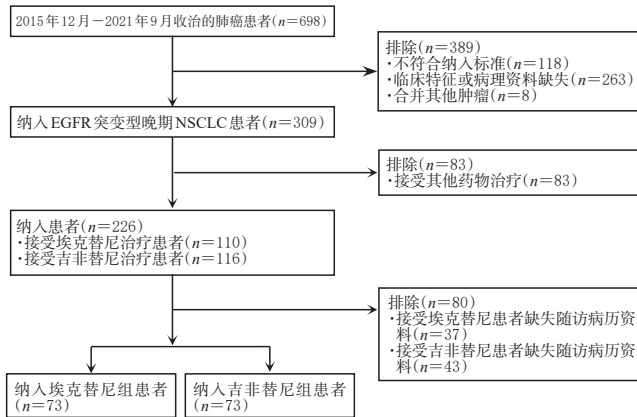 2015年12月－2021年9月收治的肺癌患者(n=698)
排除(n=389)
·不符合纳入标准(n=118)
·临床特征或病理资料缺失(n=263)
·合并其他肿瘤(n=8)
纳入EGFR突变型晚期NSCLC患者(n=309)
排除(n=83)
·接受其他药物治疗(n=83)
纳入患者(n=226)
·接受埃克替尼治疗患者(n=110)
·接受吉非替尼治疗患者(n=116)
排除(n=80)
·接受埃克替尼患者缺失随访病历资
料(n=37)
·接受吉非替尼患者缺失随访病历资
料(n=43)
纳入埃克替尼组患者
(n=73)
纳入吉非替尼组患者
(n=73)